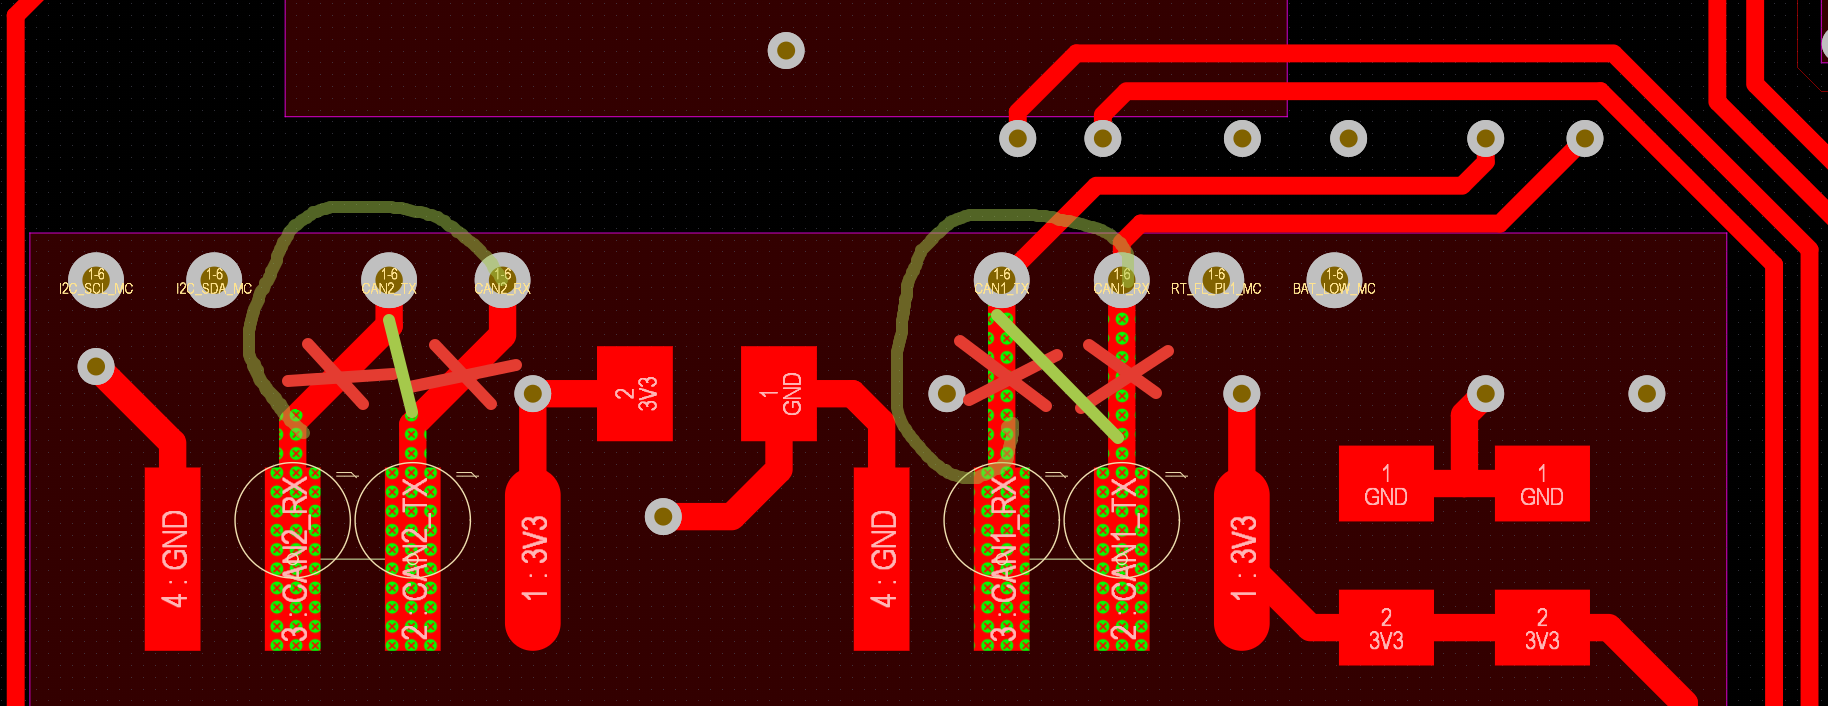 1-6
I2C_SCL_MC
1-6
I2C_SDA_MC
1-6
CAN2_TX
1-6
CAN2_RX
1-6
CAN1_TX
1-6
CAN1_RX
1-6
RT_FL_PL1_MC
1-6
BAT_LOW_MC
2
3V3
1
GND
4 : GND
3 : CAN2_RX
2 : CAN2_TX
1 : 3V3
4 : GND
3 : CAN1_RX
2 : CAN1_TX
1 : 3V3
1
GND
1
GND
2
3V3
2
3V3